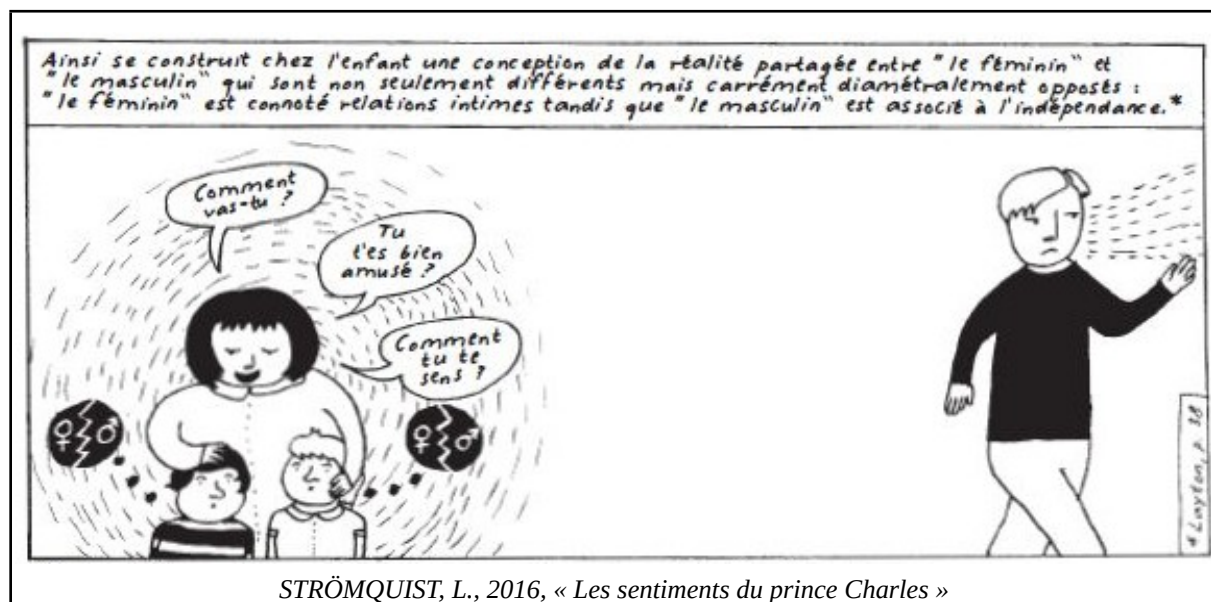 Ainsi se construit chez l'enfant une conception de la réalité partagée entre "le féminin" et
"le masculin" qui sont non seulement différents mais carrément diamétralement opposés :
"le féminin" est connoté relations intimes tandis que "le masculin" est associé à l'indépendance.*
Comment
vas-tu ?
Tu
t'es bien
amusé ?
Comment
tu te
sens ?
* Layton, p. 38
STRÖMQUIST, L., 2016, « Les sentiments du prince Charles »